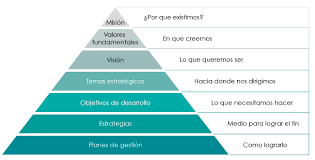 Misión
¿Por que existimos?
Valores
fundamentales
En que creemos
Visión
Lo que queremos ser
Temas estratégicos
Hacia donde nos dirigimos
Objetivos de desarrollo
Lo que necesitamos hacer
Estrategias
Medio para lograr el fin
Planes de gestión
Como lograrlo